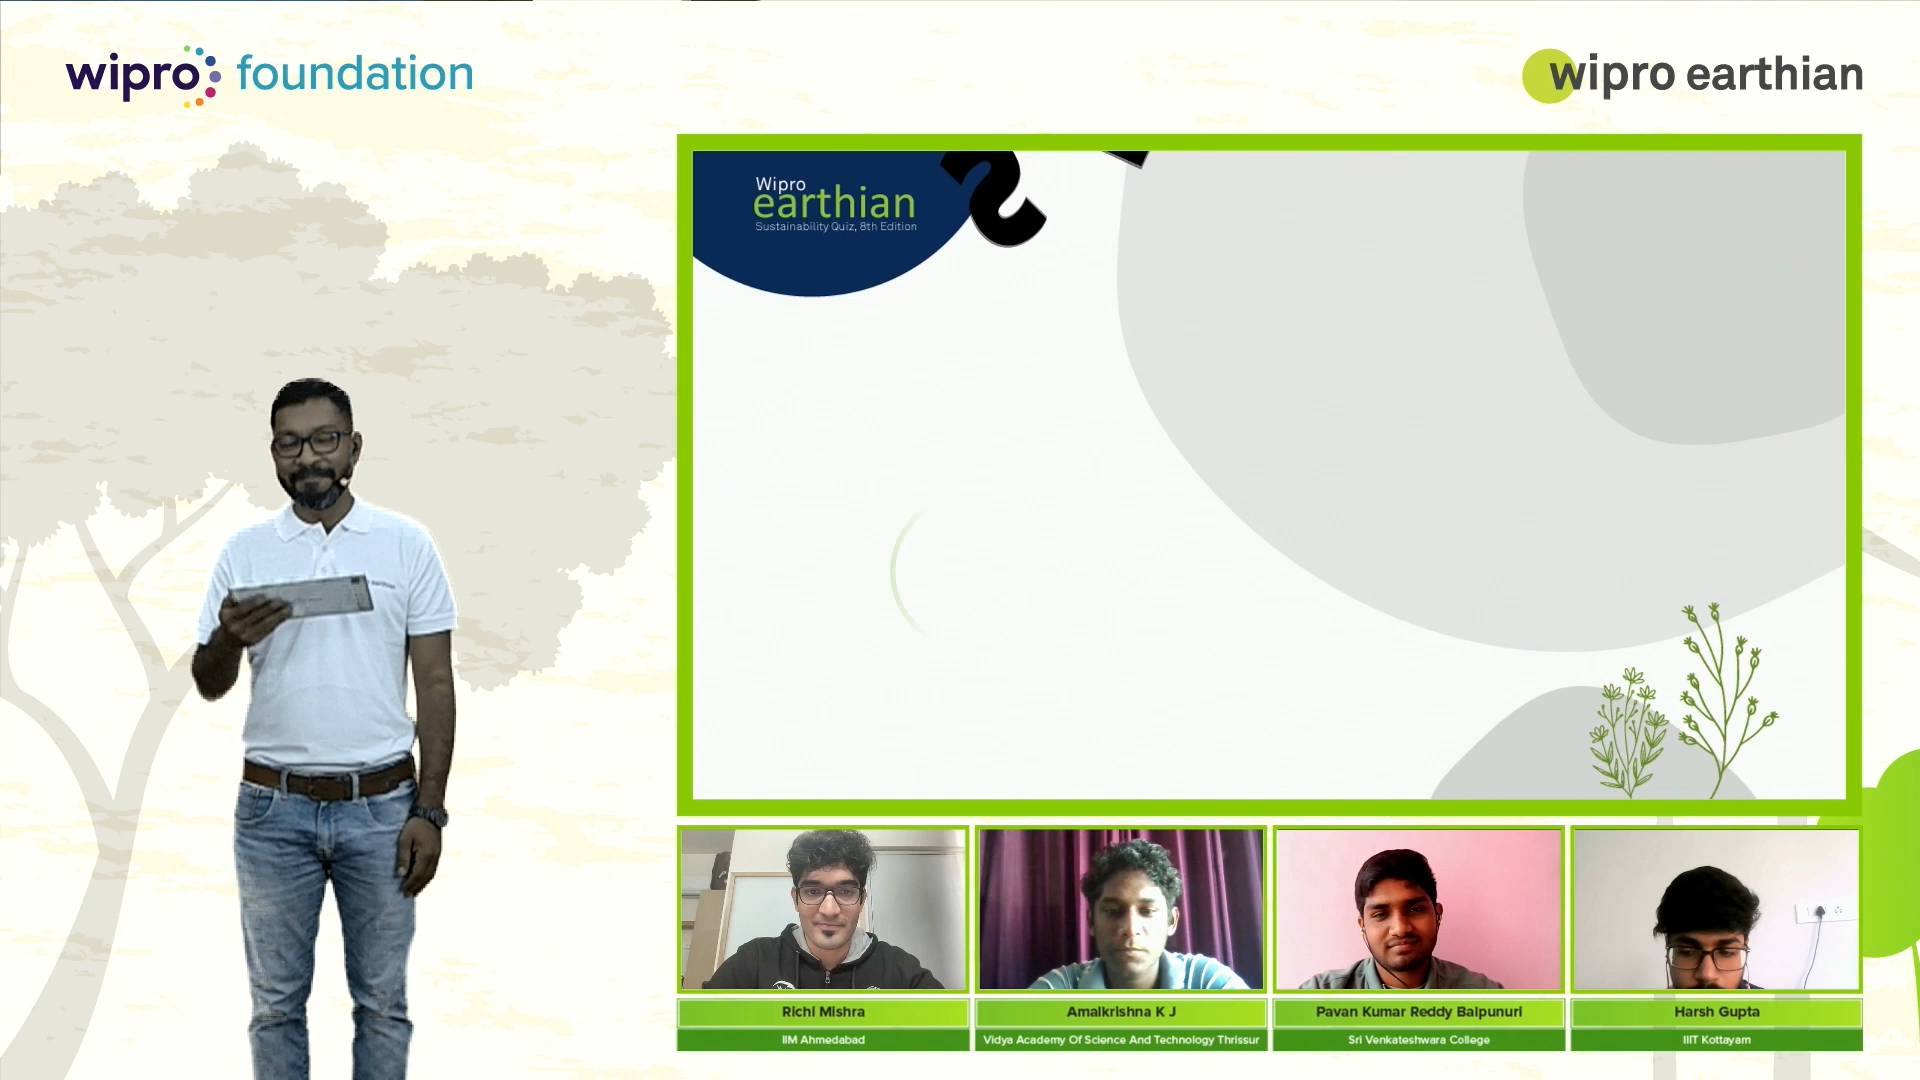 wipro foundation
wipro earthian
Wipro
earthian
Sustainability Quiz, 8th Edition
S
Richi Mishra
IIM Ahmedabad
Amalkrishna K J
Vidya Academy Of Science And Technology Thrissur
Pavan Kumar Reddy Balpunuri
Sri Venkateshwara College
Harsh Gupta
IIIT Kottayam